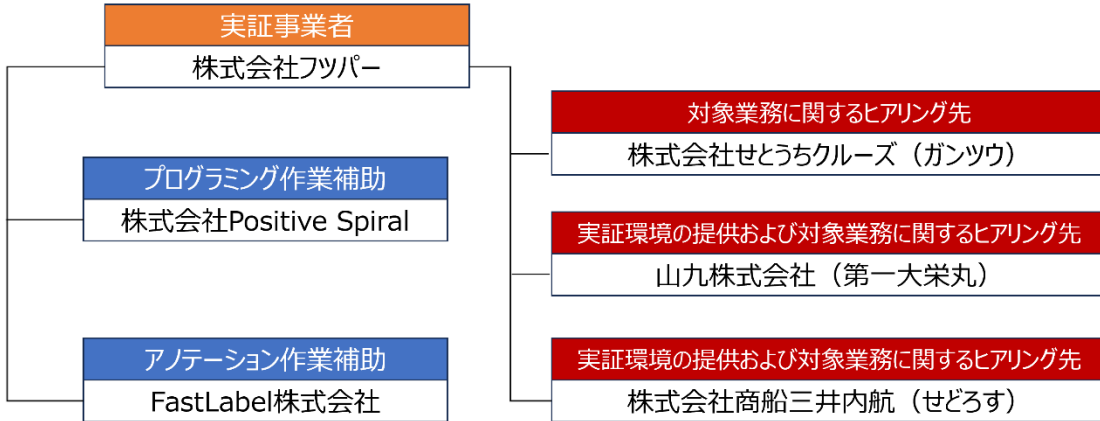 実証事業者
株式会社フツパー
プログラミング作業補助
株式会社Positive Spiral
アノテーション作業補助
FastLabel株式会社
対象業務に関するヒアリング先
株式会社せとうちクルーズ（ガンツウ）
実証環境の提供および対象業務に関するヒアリング先
山九株式会社（第一大栄丸）
実証環境の提供および対象業務に関するヒアリング先
株式会社商船三井内航（せどろす）